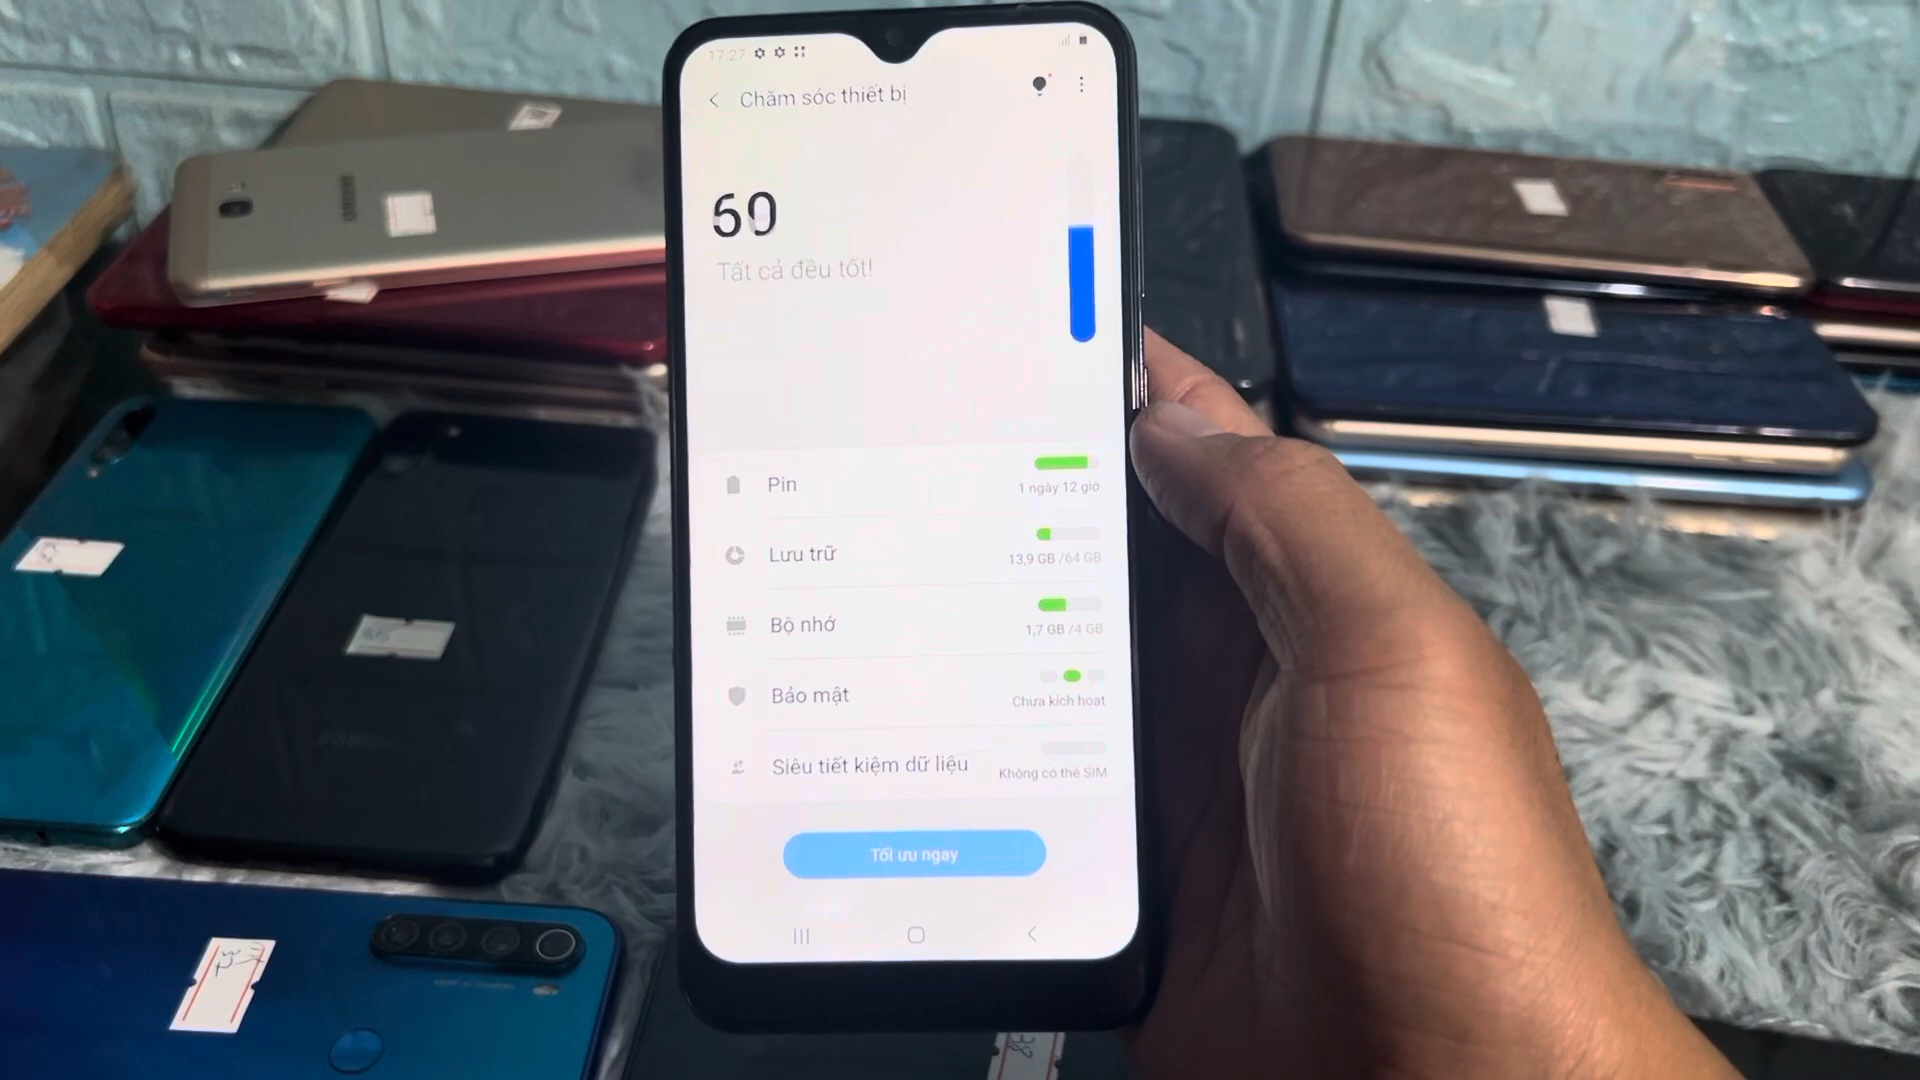 17:27
Chăm sóc thiết bị
60
Tất cả đều tốt!
Pin
1 ngày 12 giờ
Lưu trữ
13,9 GB /64 GB
Bộ nhớ
1,7 GB /4 GB
Bảo mật
Chưa kích hoạt
Siêu tiết kiệm dữ liệu
Không có thẻ SIM
Tối ưu ngay
SAMSUNG
32